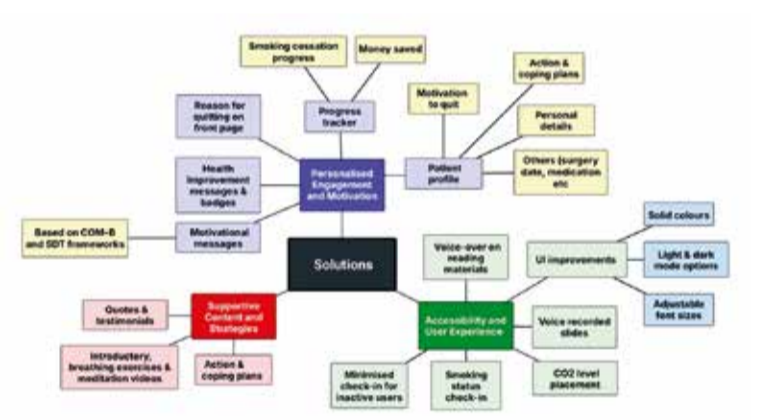 Smoking cessation
progress
Money saved
Action &
coping plans
Motivation
to quit
Reason for
quitting on
front page
Progress
tracker
Personal
details
Health
improvement
messages &
badges
Personalised
Engagement
and Motivation
Patient
profile
Others (surgery
date, medication
etc
Based on COM-B
and SDT frameworks
Motivational
messages
Solid colours
Voice-over on
reading
materials
UI improvements
Light & dark
mode options
Solutions
Quotes &
testimonials
Supportive
Content and
Strategies
Accessibility and
User Experience
Voice recorded
slides
Adjustable
font sizes
Introductory,
breathing exercises &
meditation videos
Action &
coping plans
Minimised
check-in for
inactive users
Smoking
status
check-in
CO2 level
placement